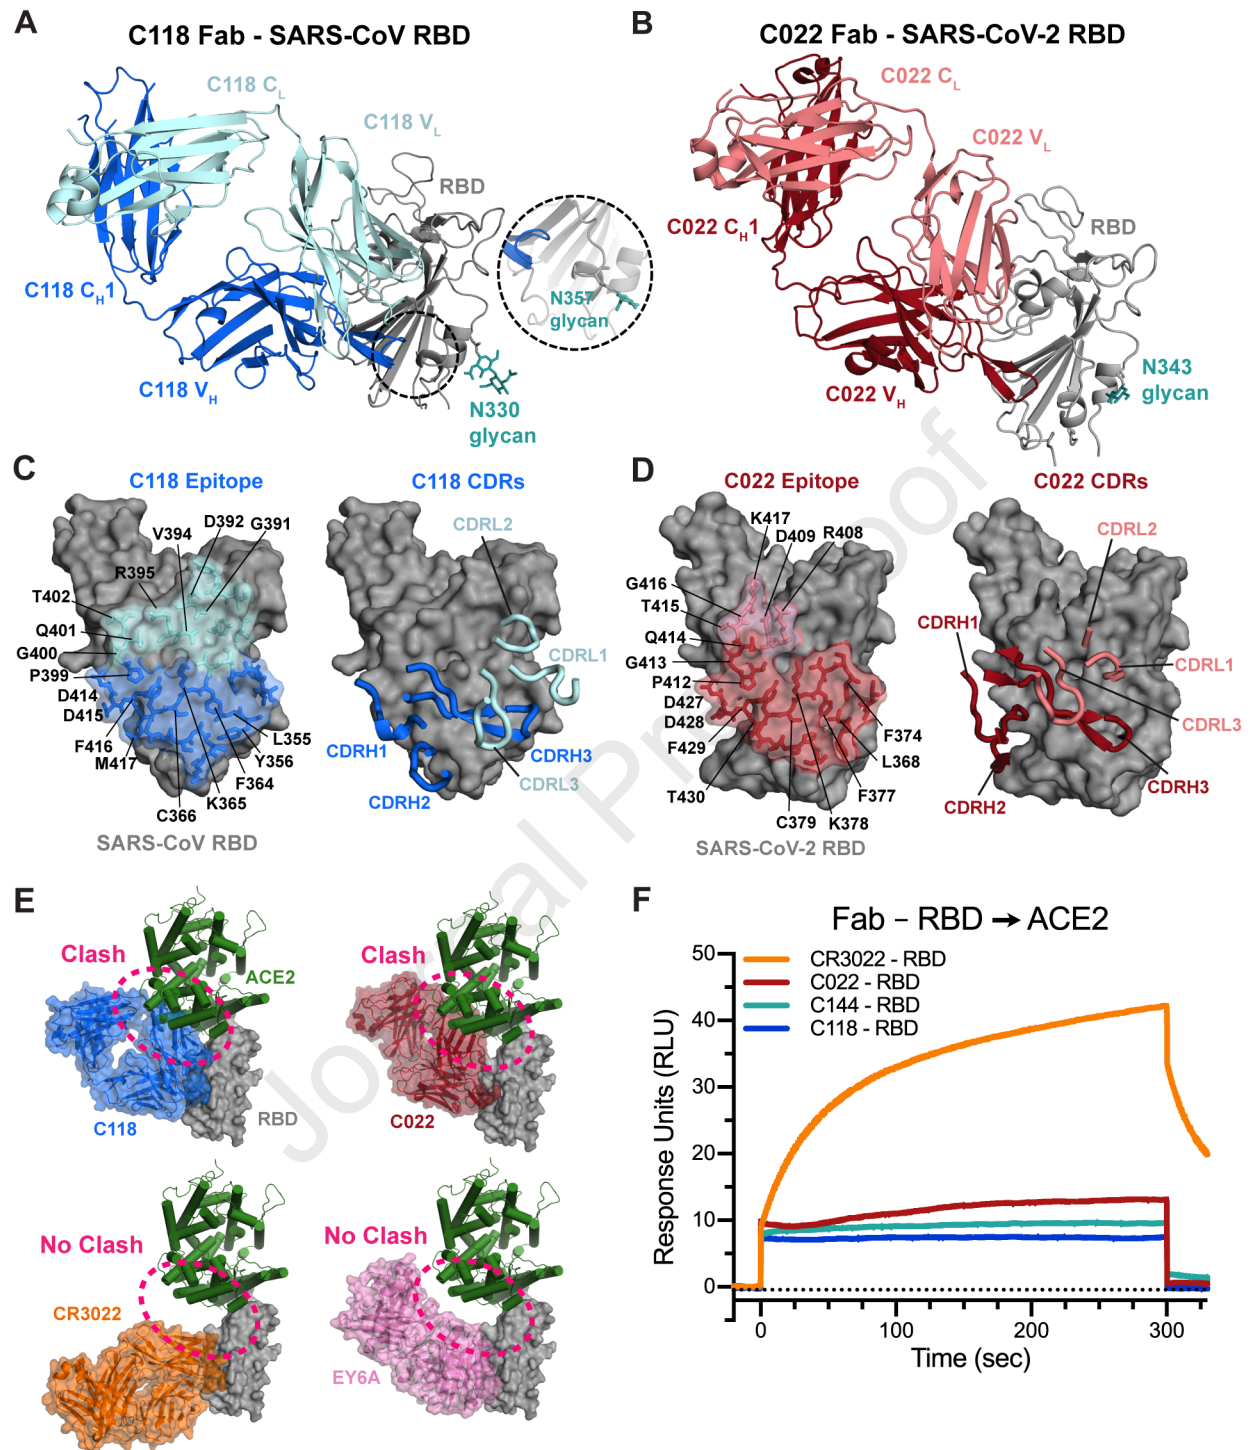 A
C118 Fab - SARS-CoV RBD
C118 CL
C118 VL
RBD
C118 CH1
C118 VH
N357
glycan
N330
glycan
B
C022 Fab - SARS-CoV-2 RBD
C022 CL
C022 VL
C022 CH1
RBD
C022 VH
N343
glycan
C
C118 Epitope
D392
G391
V394
R395
T402
Q401
G400
P399
D414
D415
F416
M417
C366
K365
F364
Y356
L355
SARS-CoV RBD
C118 CDRs
CDRL2
CDRL1
CDRH1
CDRH3
CDRH2
CDRL3
D
C022 Epitope
K417
D409
R408
G416
T415
Q414
G413
P412
D427
D428
F429
T430
C379
K378
F377
L368
F374
SARS-CoV-2 RBD
C022 CDRs
CDRL2
CDRH1
CDRL1
CDRL3
CDRH3
CDRH2
E
Clash
ACE2
C118
RBD
Clash
C022
No Clash
CR3022
No Clash
EY6A
F
Fab – RBD → ACE2
CR3022 - RBD
C022 - RBD
C144 - RBD
C118 - RBD
Response Units (RLU)
50
40
30
20
10
0
0
100
200
300
Time (sec)
Journal Pre-proof